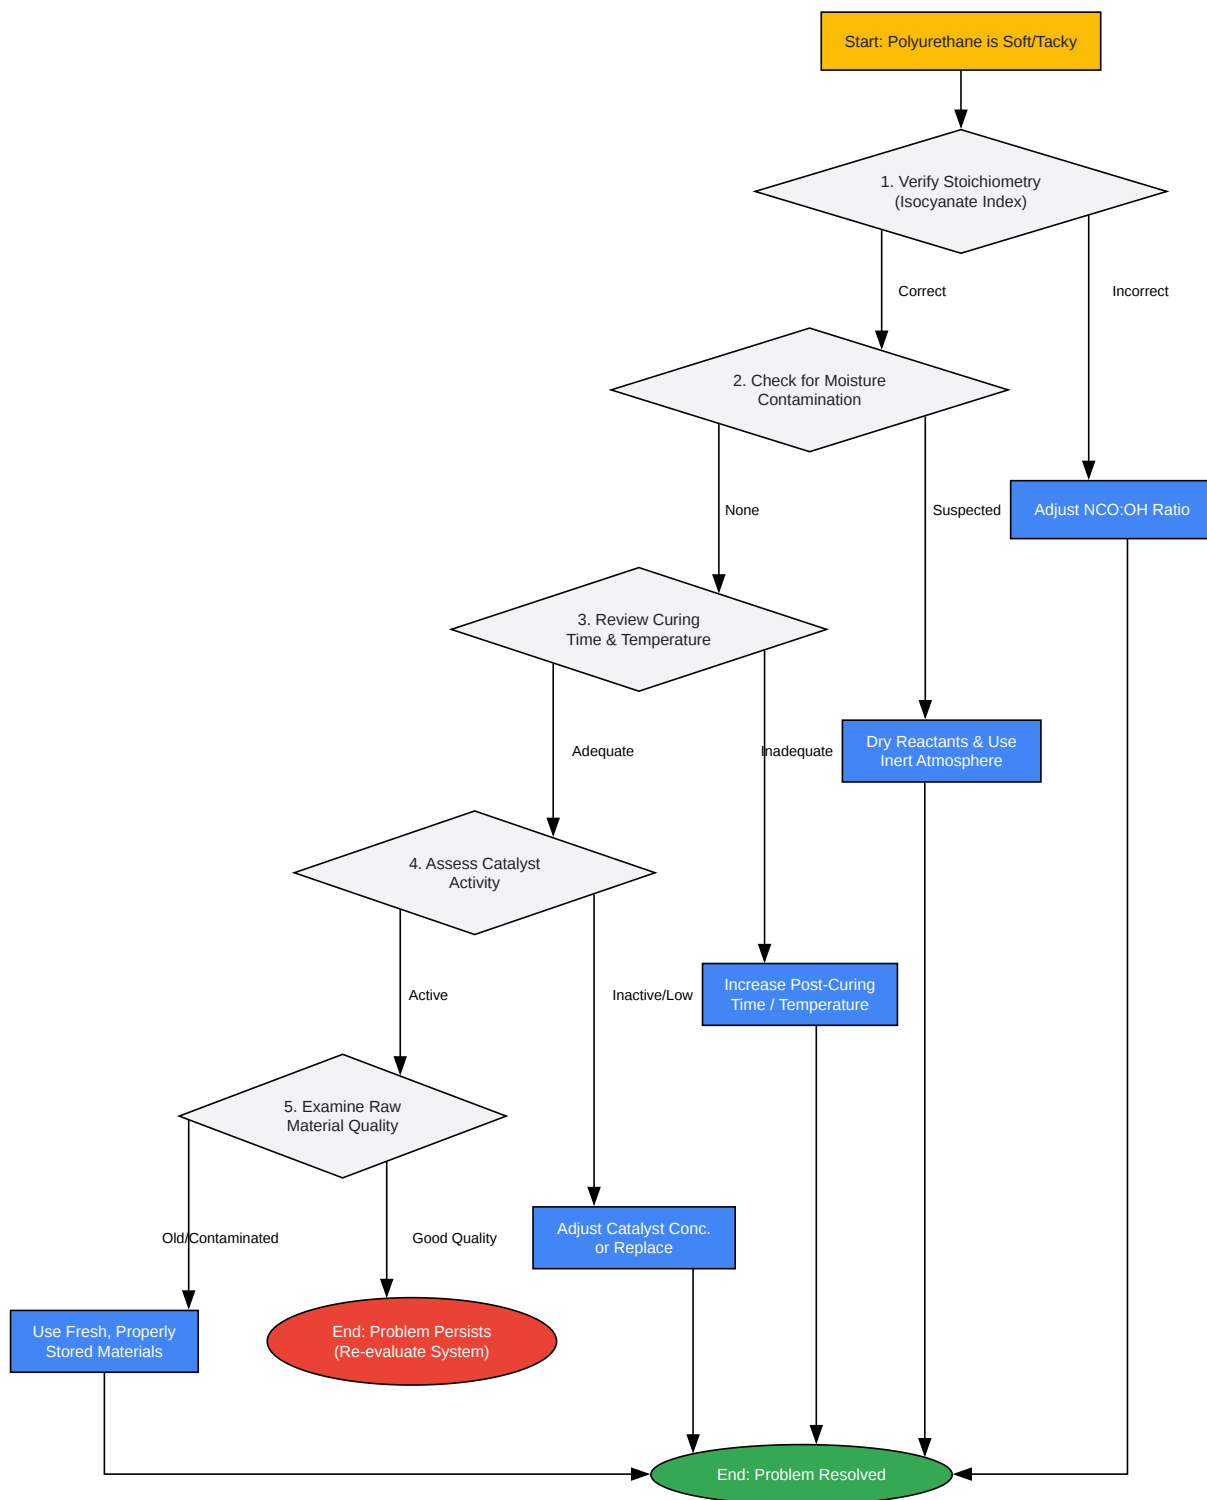 Start: Polyurethane is Soft/Tacky
1. Verify Stoichiometry
(Isocyanate Index)
Correct
Incorrect
2. Check for Moisture
Contamination
None
Suspected
Adjust NCO:OH Ratio
3. Review Curing
Time & Temperature
Adequate
Inadequate
Dry Reactants & Use
Inert Atmosphere
4. Assess Catalyst
Activity
Active
Inactive/Low
Increase Post-Curing
Time / Temperature
5. Examine Raw
Material Quality
Old/Contaminated
Good Quality
Adjust Catalyst Conc.
or Replace
Use Fresh, Properly
Stored Materials
End: Problem Persists
(Re-evaluate System)
End: Problem Resolved